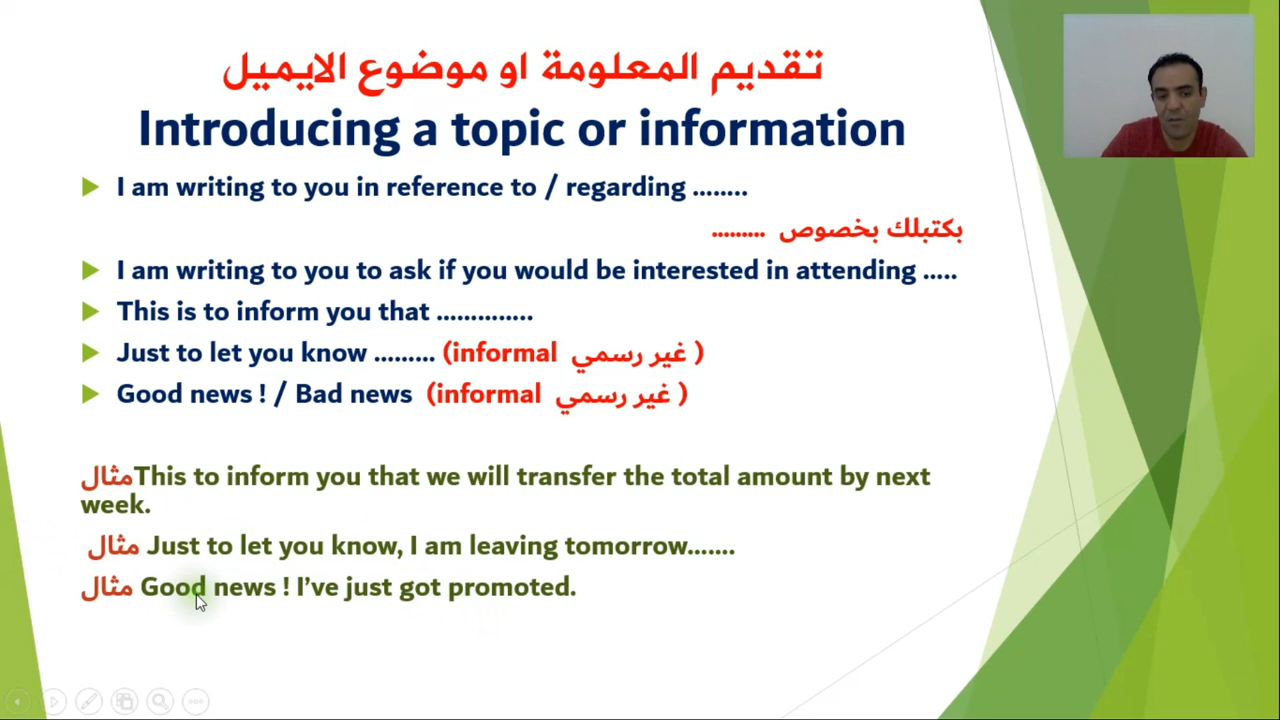 تقديم المعلومة او موضوع الايميل
Introducing a topic or information
I am writing to you in reference to / regarding ........
بكتبلك بخصوص .........
I am writing to you to ask if you would be interested in attending .....
This is to inform you that ..............
Just to let you know ......... (informal غير رسمي )
Good news ! / Bad news (informal غير رسمي )
مثالThis to inform you that we will transfer the total amount by next
week.
مثال Just to let you know, I am leaving tomorrow.......
مثال Good news ! I’ve just got promoted.